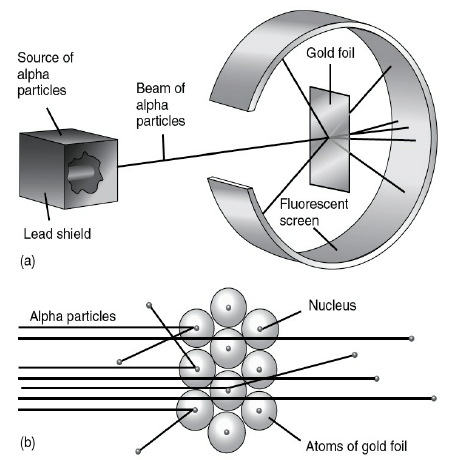 Source of
alpha
particles
Beam of
alpha
particles
Gold foil
Fluorescent
screen
Lead shield
(a)
Alpha particles
Nucleus
Atoms of gold foil
(b)